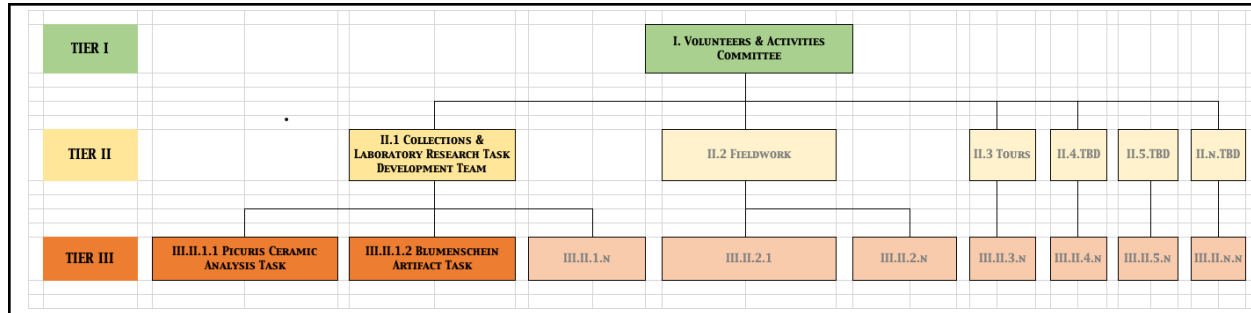 TIER I
I. Volunteers & Activities
Committee
TIER II
II.1 Collections &
Laboratory Research Task
Development Team
II.2 Fieldwork
II.3 Tours
II.4.TBD
II.5.TBD
II.n.TBD
TIER III
III.II.1.1 Picuris Ceramic
Analysis Task
III.II.1.2 Blumenschein
Artifact Task
III.II.1.n
III.II.2.1
III.II.2.n
III.II.3.n
III.II.4.n
III.II.5.n
III.II.n.n